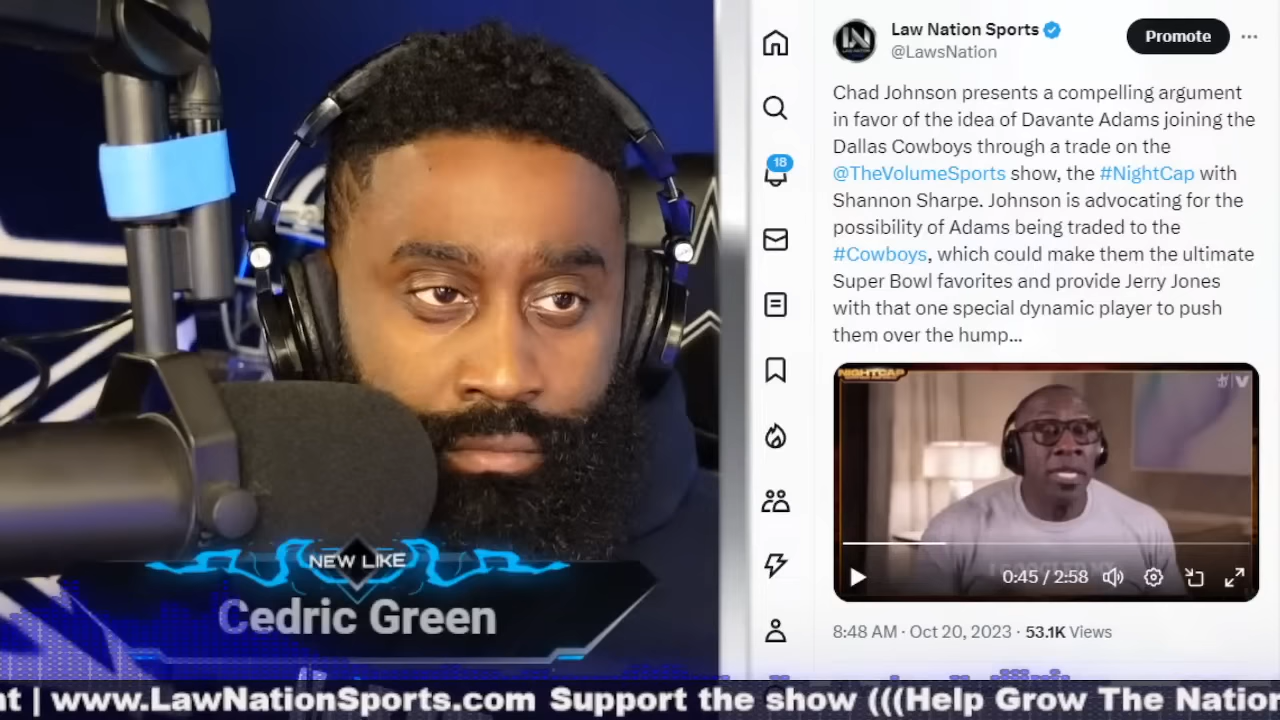 NEW LIKE
Cedric Green
Law Nation Sports
@LawsNation
Promote
18
Chad Johnson presents a compelling argument
in favor of the idea of Davante Adams joining the
Dallas Cowboys through a trade on the
@TheVolumeSports show, the #NightCap with
Shannon Sharpe. Johnson is advocating for the
possibility of Adams being traded to the
#Cowboys, which could make them the ultimate
Super Bowl favorites and provide Jerry Jones
with that one special dynamic player to push
them over the hump...
NIGHTCAP
0:45 / 2:58
8:48 AM · Oct 20, 2023 · 53.1K Views
nt | www.LawNationSports.com Support the show (((Help Grow The Nation